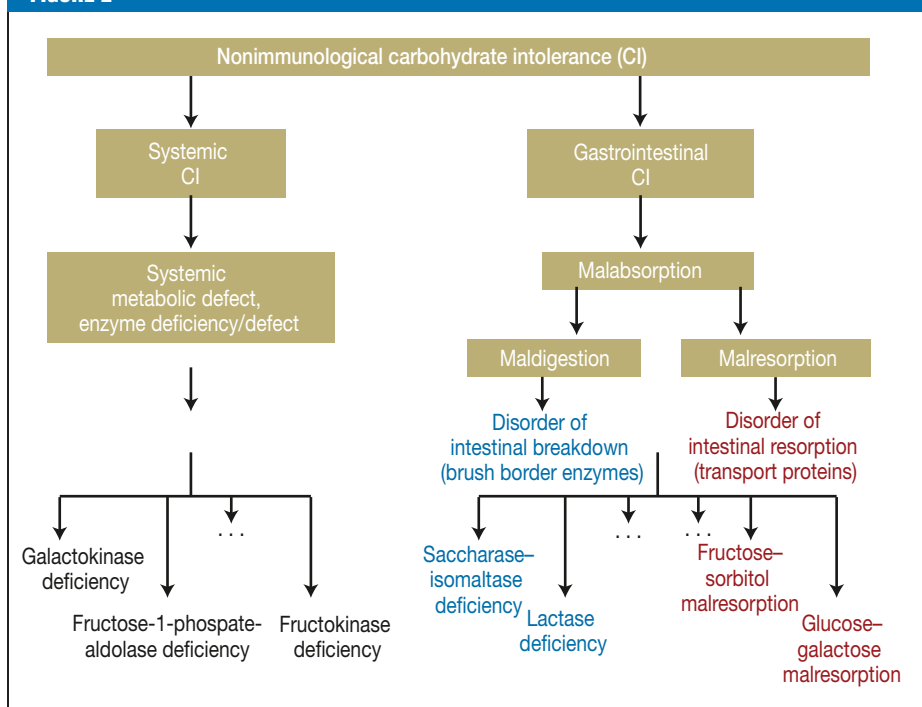 Nonimmunological carbohydrate intolerance (CI)
Systemic
CI
Gastrointestinal
CI
Systemic
metabolic defect,
enzyme deficiency/defect
Malabsorption
Maldigestion
Malresorption
Disorder of
intestinal breakdown
(brush border enzymes)
Disorder of
intestinal resorption
(transport proteins)
Galactokinase
deficiency
Fructose-1-phospate-
aldolase deficiency
. . .
Fructokinase
deficiency
Saccharase–
isomaltase
deficiency
Lactase
deficiency
. . .
. . .
Fructose–
sorbitol
malresorption
Glucose–
galactose
malresorption